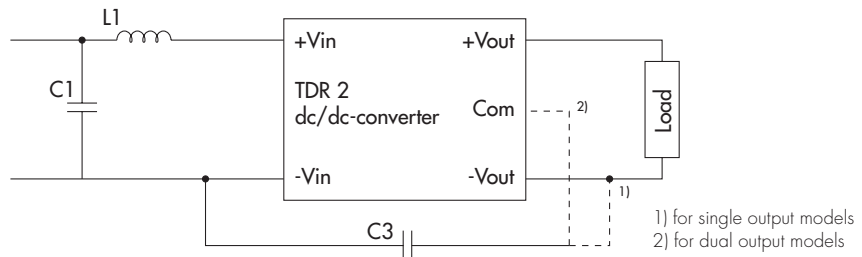 L1
+Vin
+Vout
C1
TDR 2
dc/dc-converter
Com
2)
Load
-Vin
-Vout
1)
C3
1) for single output models
2) for dual output models